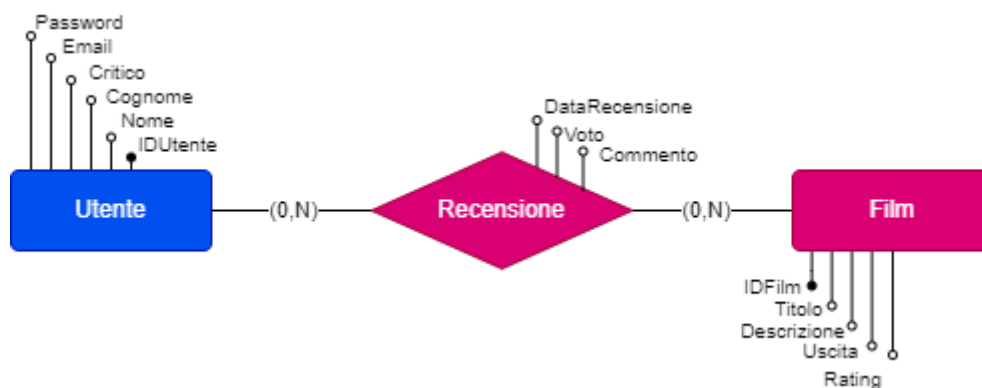 Password
Email
Critico
Cognome
Nome
IDUtente
DataRecensione
Voto
Commento
Utente
(0,N)
Recensione
(0,N)
Film
IDFilm
Titolo
Descrizione
Uscita
Rating